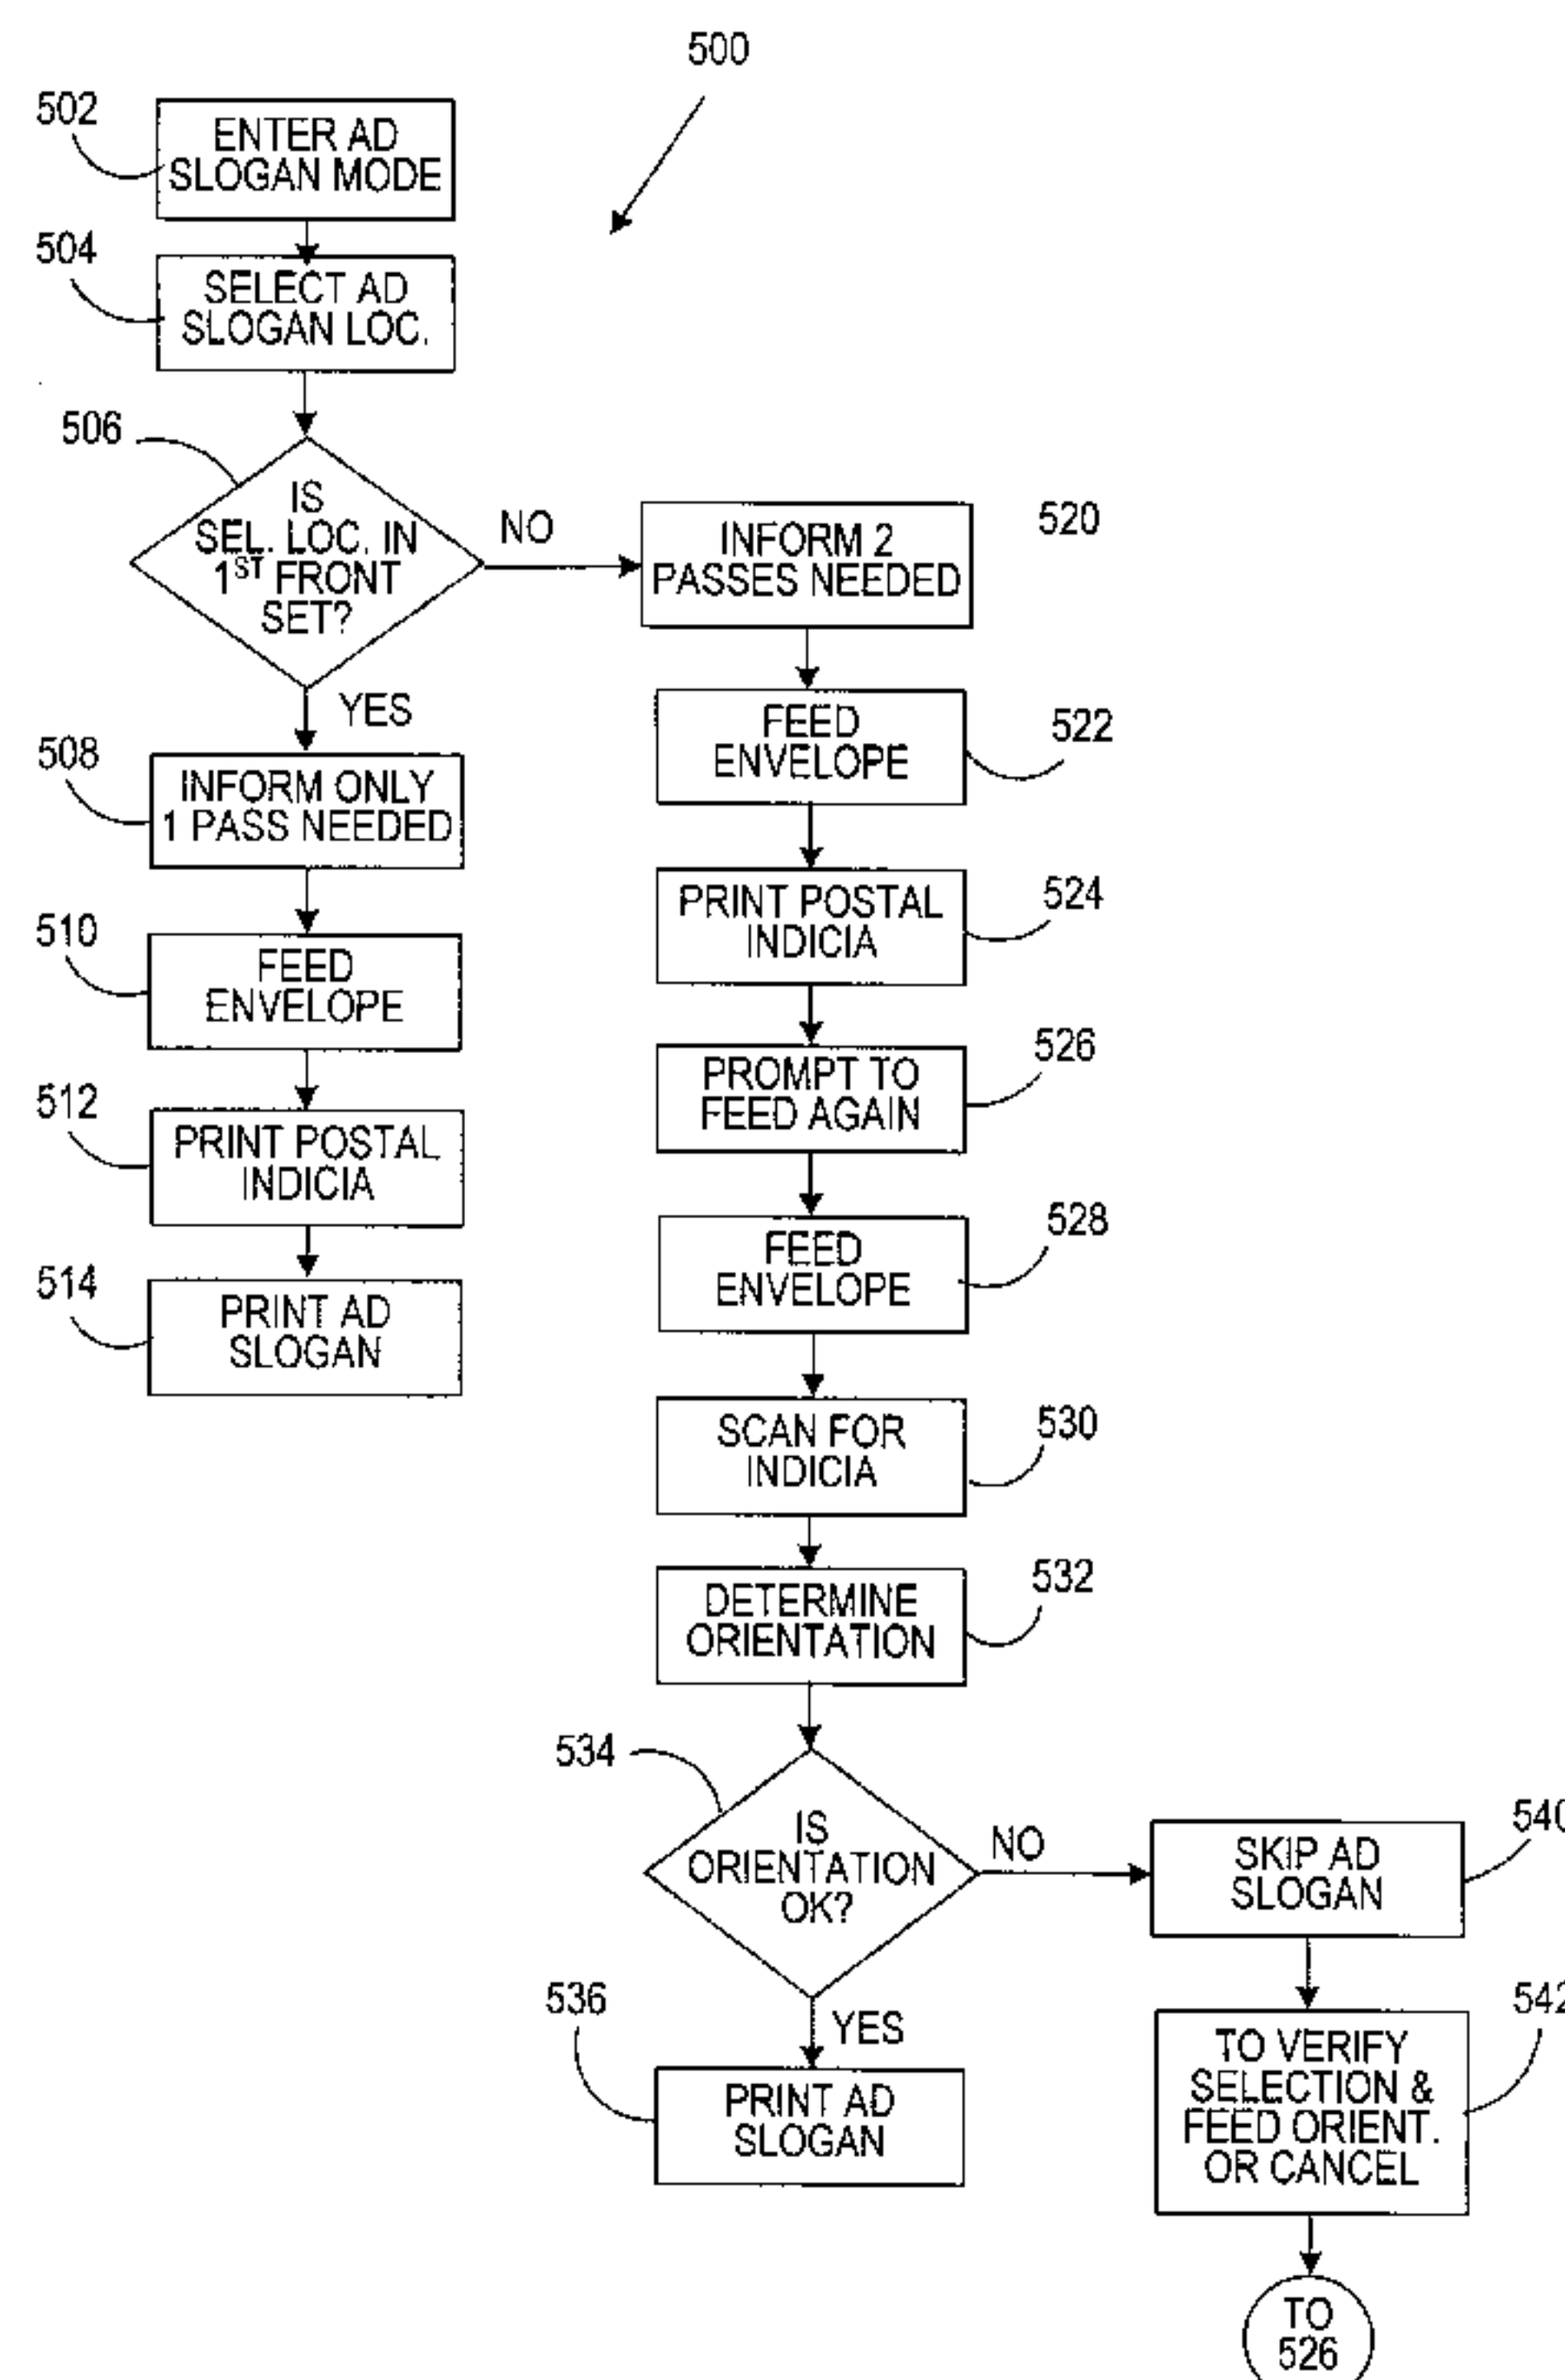 500
502
ENTER AD
SLOGAN MODE
504
SELECT AD
SLOGAN LOC.
506
IS
SEL. LOC. IN
1ST FRONT
SET?
NO
YES
508
INFORM ONLY
1 PASS NEEDED
510
FEED
ENVELOPE
512
PRINT POSTAL
INDICIA
514
PRINT AD
SLOGAN
INFORM 2
PASSES NEEDED
520
FEED
ENVELOPE
522
PRINT POSTAL
INDICIA
524
PROMPT TO
FEED AGAIN
526
FEED
ENVELOPE
528
SCAN FOR
INDICIA
530
DETERMINE
ORIENTATION
532
534
IS
ORIENTATION
OK?
NO
YES
536
PRINT AD
SLOGAN
SKIP AD
SLOGAN
540
TO VERIFY
SELECTION &
FEED ORIENT.
OR CANCEL
542
TO
526